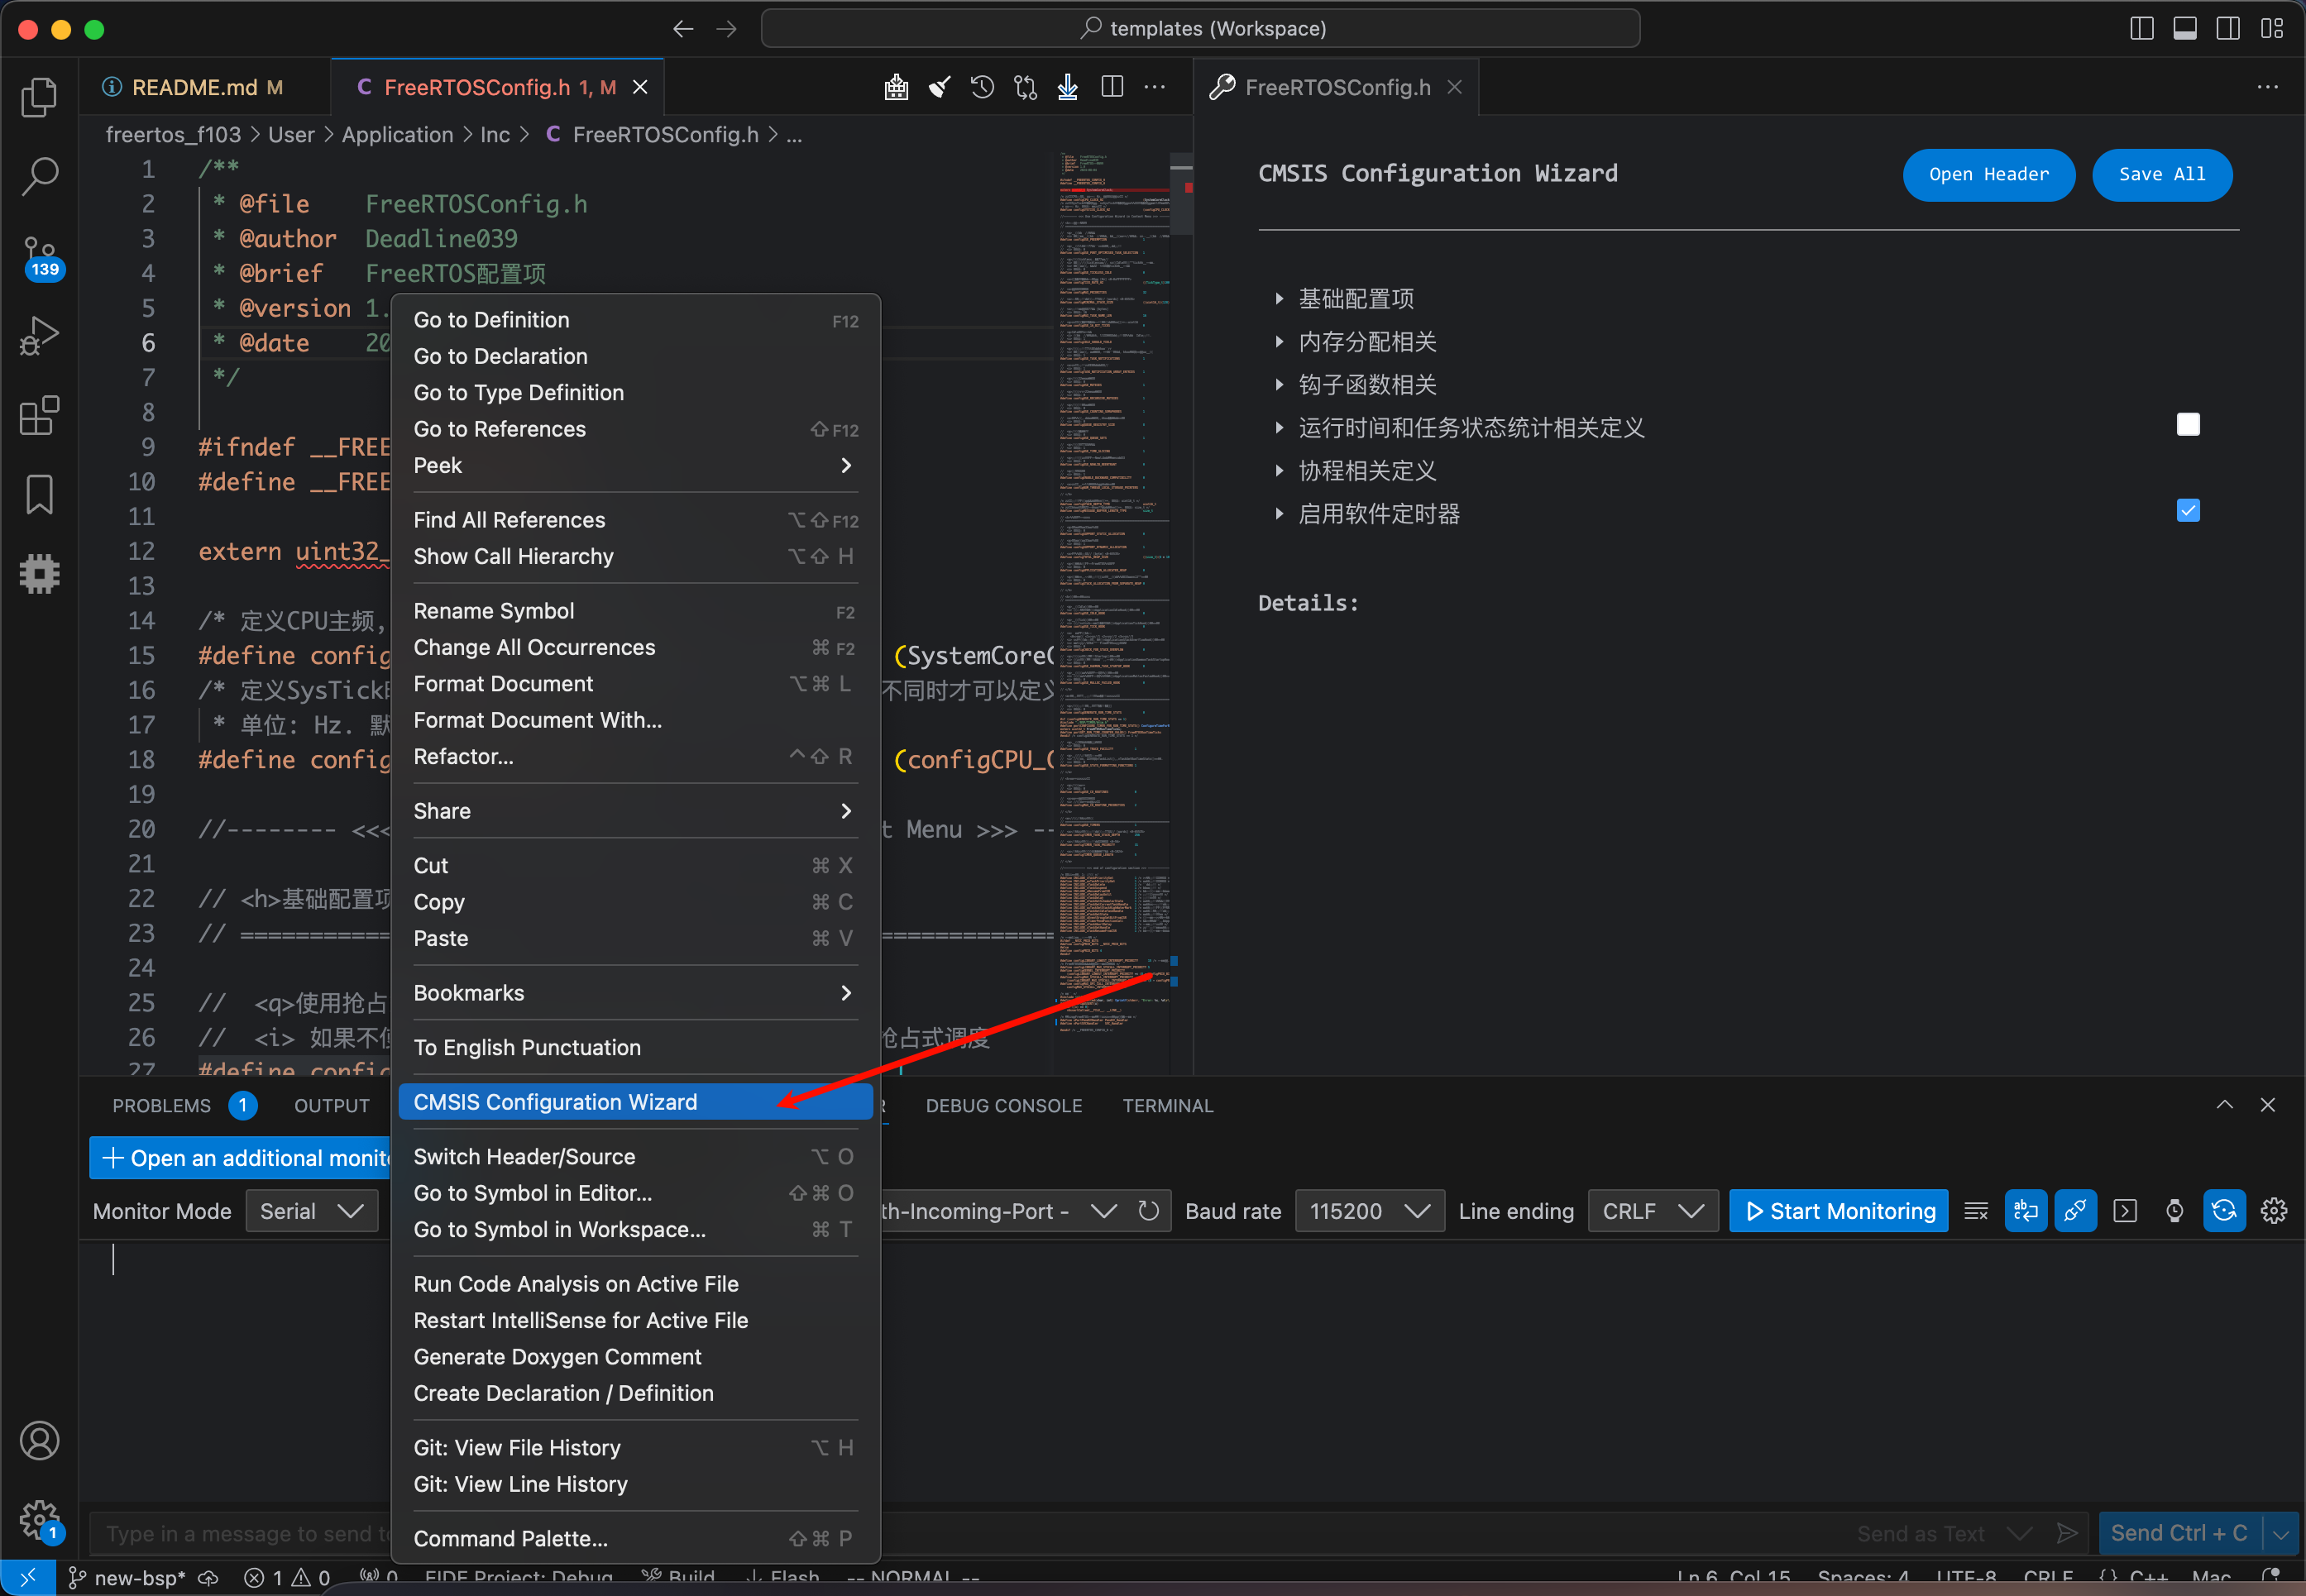 templates (Workspace)
README.md M
C FreeRTOSConfig.h 1, M
FreeRTOSConfig.h
freertos_f103 > User > Application > Inc > C FreeRTOSConfig.h > ...
1 /**
2 * @file FreeRTOSConfig.h
3 * @author Deadline039
4 * @brief FreeRTOS配置项
5 * @version 1.
6 * @date 20
7 */
8
9 #ifndef __FREE
10 #define __FREE
11
12 extern uint32_
13
14 /* 定义CPU主频,
15 #define config (SystemCoreC
16 /* 定义SysTick 不同时才可以定义
17 * 单位: Hz. 默
18 #define config (configCPU_C
19
20 //-------- <<< t Menu >>> --
21
22 // <h>基础配置项
23 // ===========
24
25 // <q>使用抢占
26 // <i> 如果不使 抢占式调度
27 #define config
Go to Definition F12
Go to Declaration
Go to Type Definition
Go to References ⇧F12
Peek
Find All References ⌥⇧F12
Show Call Hierarchy ⌥⇧ H
Rename Symbol F2
Change All Occurrences ⌘ F2
Format Document ⌥⌘ L
Format Document With...
Refactor... ^⇧ R
Share
Cut ⌘ X
Copy ⌘ C
Paste ⌘ V
Bookmarks
To English Punctuation
CMSIS Configuration Wizard
Switch Header/Source ⌥ O
Go to Symbol in Editor... ⇧⌘ O
Go to Symbol in Workspace... ⌘ T
Run Code Analysis on Active File
Restart IntelliSense for Active File
Generate Doxygen Comment
Create Declaration / Definition
Git: View File History ⌥ H
Git: View Line History
Command Palette... ⇧⌘ P
CMSIS Configuration Wizard
Open Header
Save All
基础配置项
内存分配相关
钩子函数相关
运行时间和任务状态统计相关定义
协程相关定义
启用软件定时器
Details:
139
PROBLEMS 1 OUTPUT DEBUG CONSOLE TERMINAL
Open an additional monito
Monitor Mode Serial th-Incoming-Port - Baud rate 115200 Line ending CRLF Start Monitoring
Type in a message to send to Send as Text Send Ctrl + C
1
new-bsp* 1 0 0 EIDE Project: Debug Build Flash -- NORMAL -- Ln 6, Col 15 Spaces: 4 UTF-8 CRLF {} C++ Mac